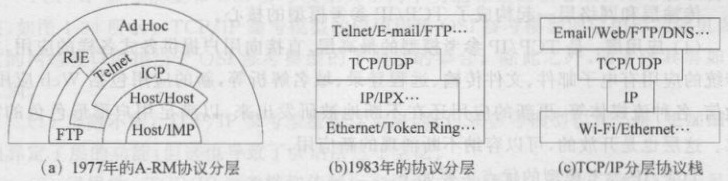 Ad Hoc
RJE
Telnet
ICP
Host/Host
FTP
Host/IMP
(a) 1977年的A-RM协议分层
Telnet/E-mail/FTP…
TCP/UDP
IP/IPX…
Ethernet/Token Ring…
(b)1983年的协议分层
Email/Web/FTP/DNS…
TCP/UDP
IP
Wi-Fi/Ethernet…
(c)TCP/IP分层协议栈